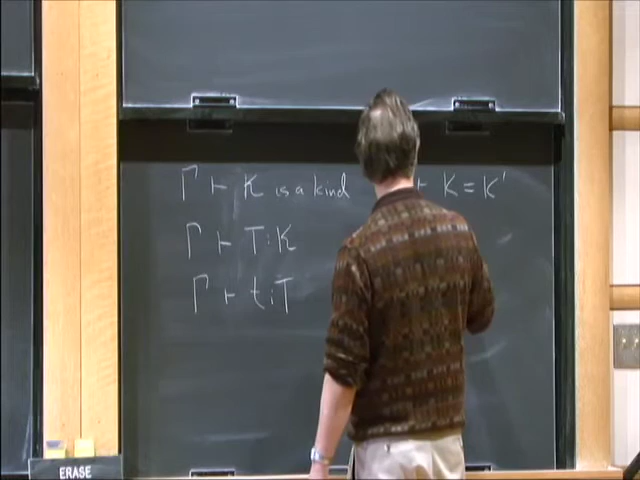 Γ ⊢ K is a kind ⊢ K = K'
Γ ⊢ T : K
Γ ⊢ t : T
ERASE